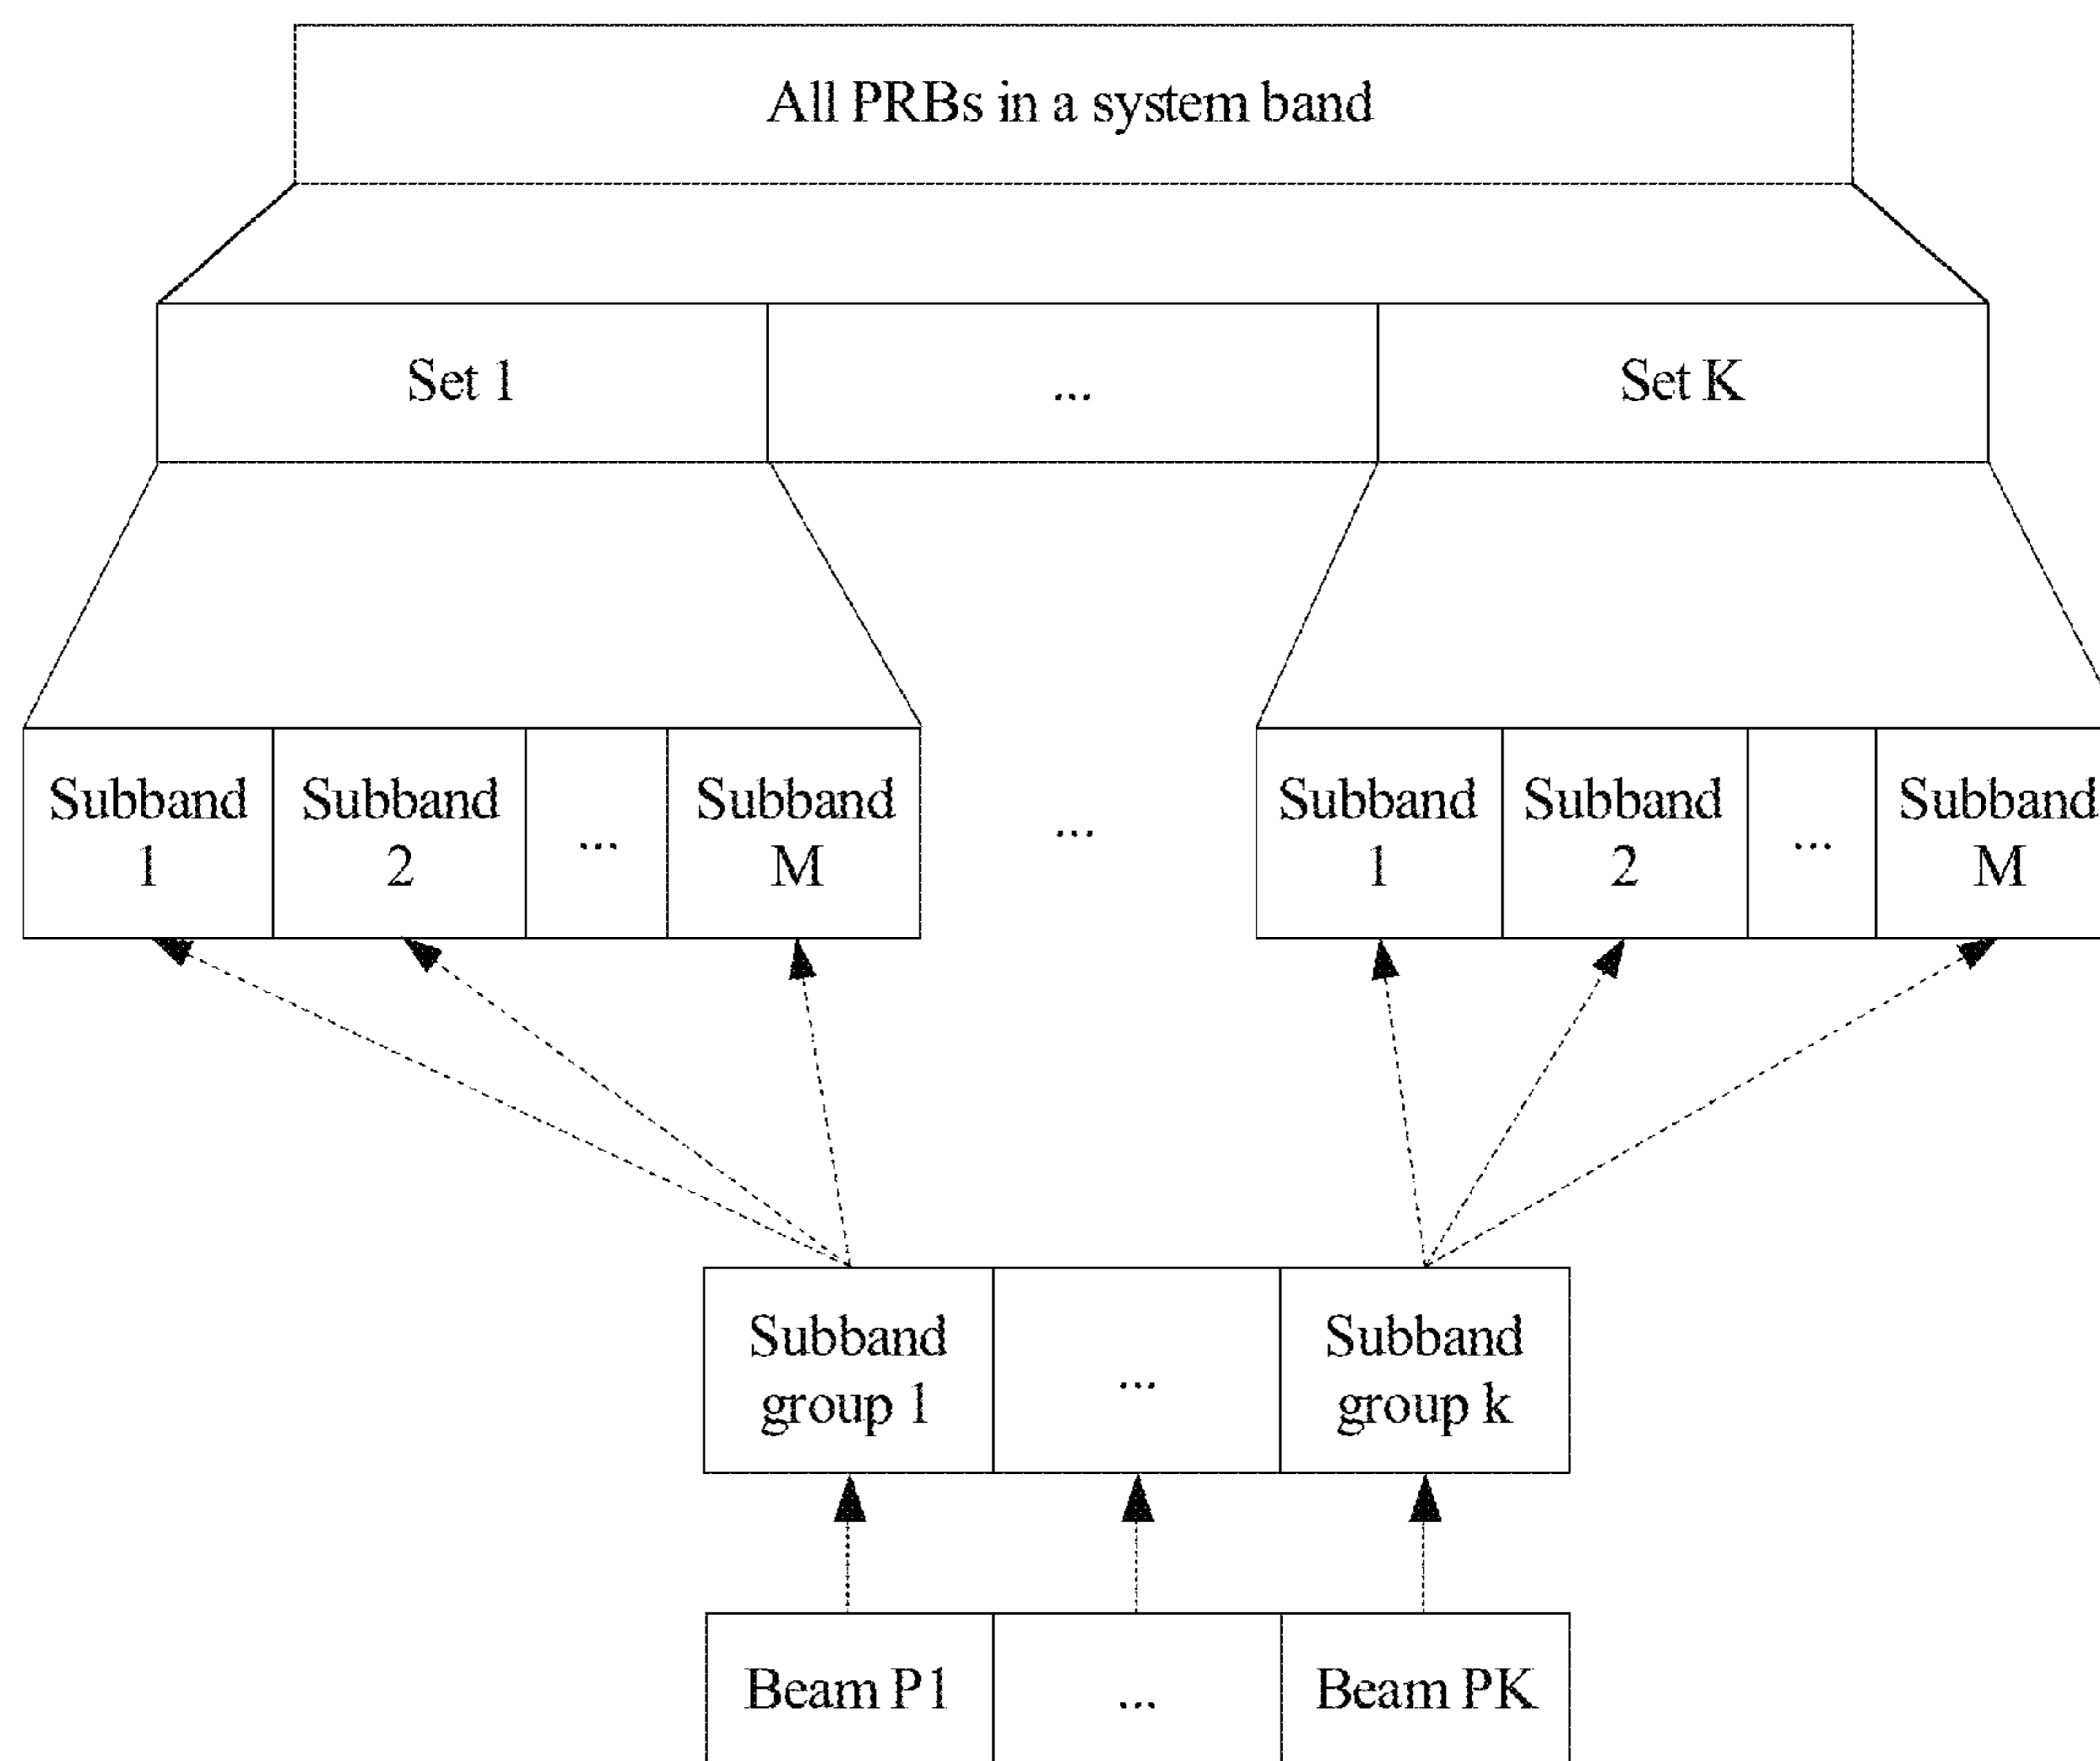 All PRBs in a system band
Set 1
...
Set K
Subband
1
Subband
2
...
Subband
M
...
Subband
1
Subband
2
...
Subband
M
Subband
group 1
...
Subband
group k
Beam P1
...
Beam PK